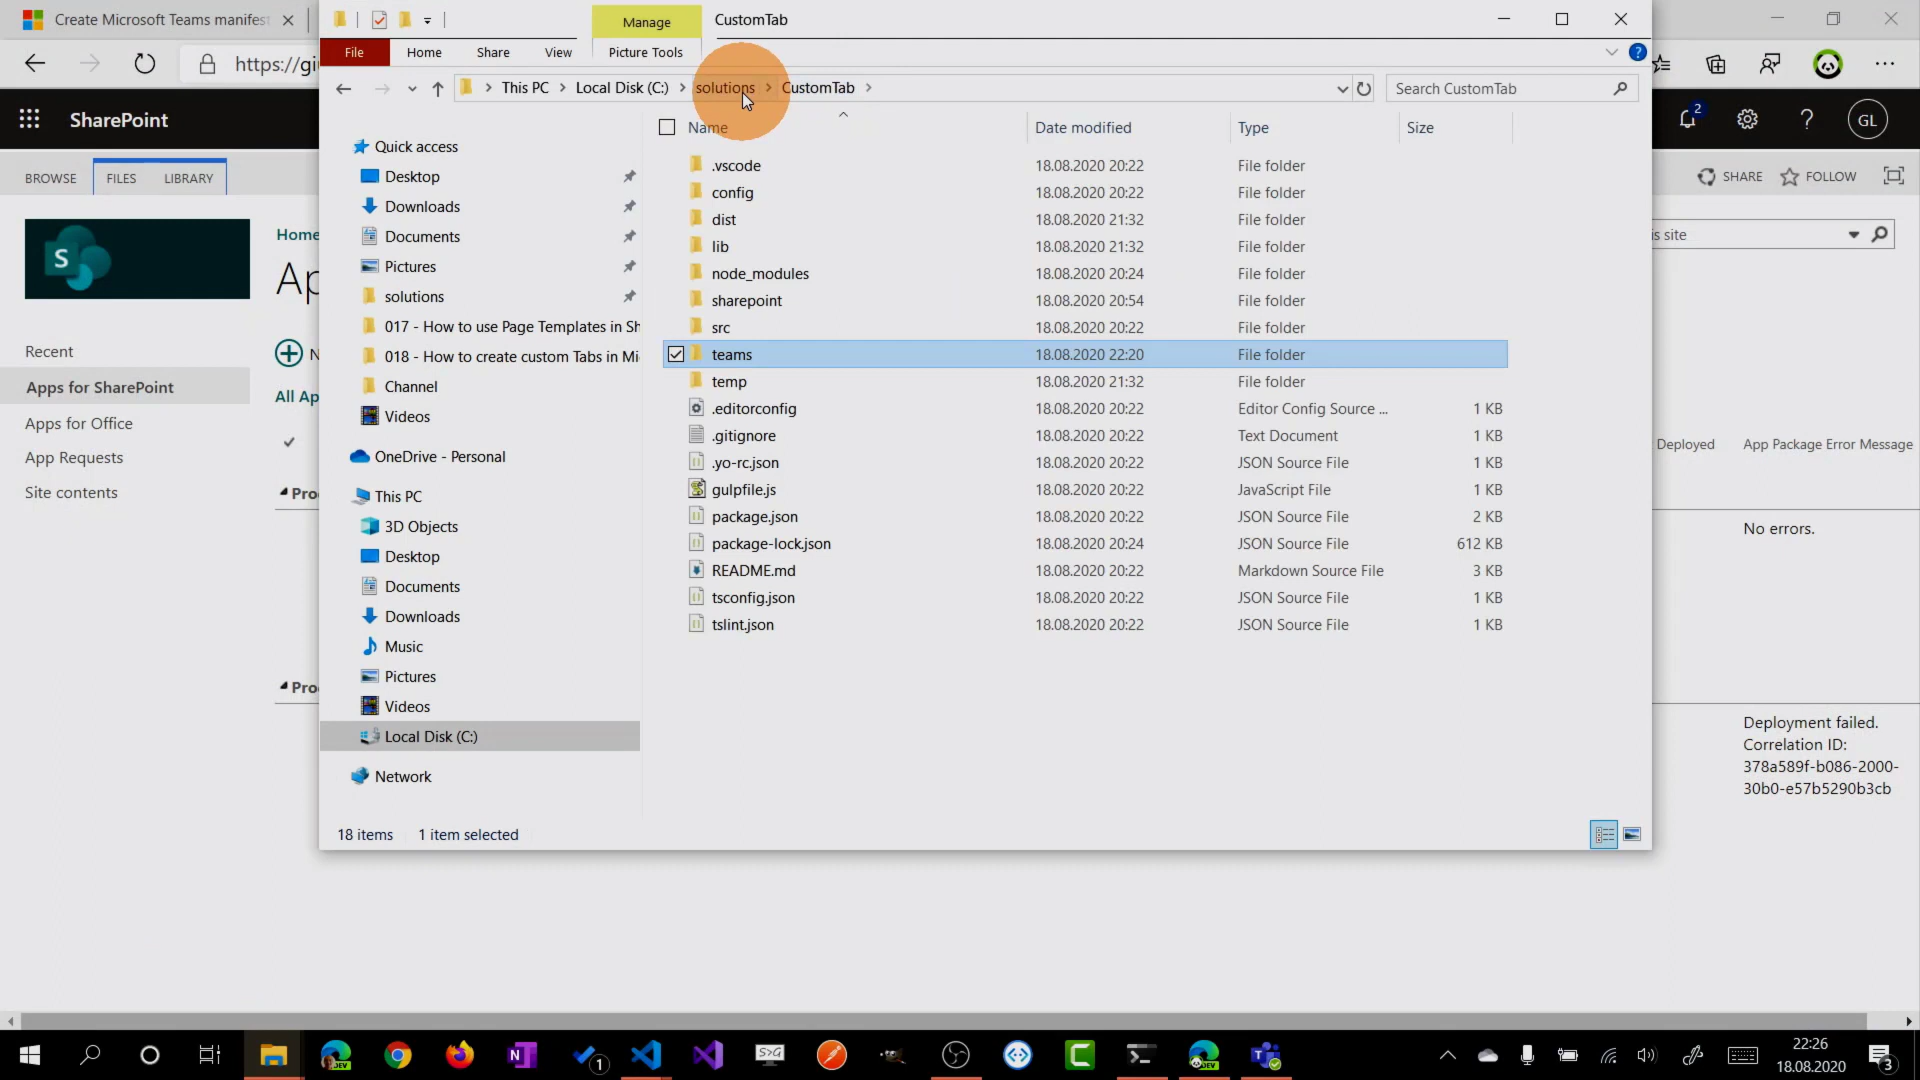 Create Microsoft Teams manifest
https://gi
SharePoint
2
GL
BROWSE
FILES
LIBRARY
SHARE
FOLLOW
S
Home
is site
Ap
Recent
Apps for SharePoint
Apps for Office
App Requests
Site contents
All Ap
Deployed
App Package Error Message
Pro
No errors.
Pro
Deployment failed.
Correlation ID:
378a589f-b086-2000-
30b0-e57b5290b3cb
Manage
CustomTab
File
Home
Share
View
Picture Tools
This PC
Local Disk (C:)
solutions
CustomTab
Search CustomTab
Quick access
Desktop
Downloads
Documents
Pictures
solutions
017 - How to use Page Templates in Sh
018 - How to create custom Tabs in Mi
Channel
Videos
OneDrive - Personal
This PC
3D Objects
Desktop
Documents
Downloads
Music
Pictures
Videos
Local Disk (C:)
Network
Name Date modified Type Size
.vscode 18.08.2020 20:22 File folder
config 18.08.2020 20:22 File folder
dist 18.08.2020 21:32 File folder
lib 18.08.2020 21:32 File folder
node_modules 18.08.2020 20:24 File folder
sharepoint 18.08.2020 20:54 File folder
src 18.08.2020 20:22 File folder
teams 18.08.2020 22:20 File folder
temp 18.08.2020 21:32 File folder
.editorconfig 18.08.2020 20:22 Editor Config Source ... 1 KB
.gitignore 18.08.2020 20:22 Text Document 1 KB
.yo-rc.json 18.08.2020 20:22 JSON Source File 1 KB
gulpfile.js 18.08.2020 20:22 JavaScript File 1 KB
package.json 18.08.2020 20:22 JSON Source File 2 KB
package-lock.json 18.08.2020 20:24 JSON Source File 612 KB
README.md 18.08.2020 20:22 Markdown Source File 3 KB
tsconfig.json 18.08.2020 20:22 JSON Source File 1 KB
tslint.json 18.08.2020 20:22 JSON Source File 1 KB
18 items 1 item selected
DEV
N
1
DEV
22:26
18.08.2020
3